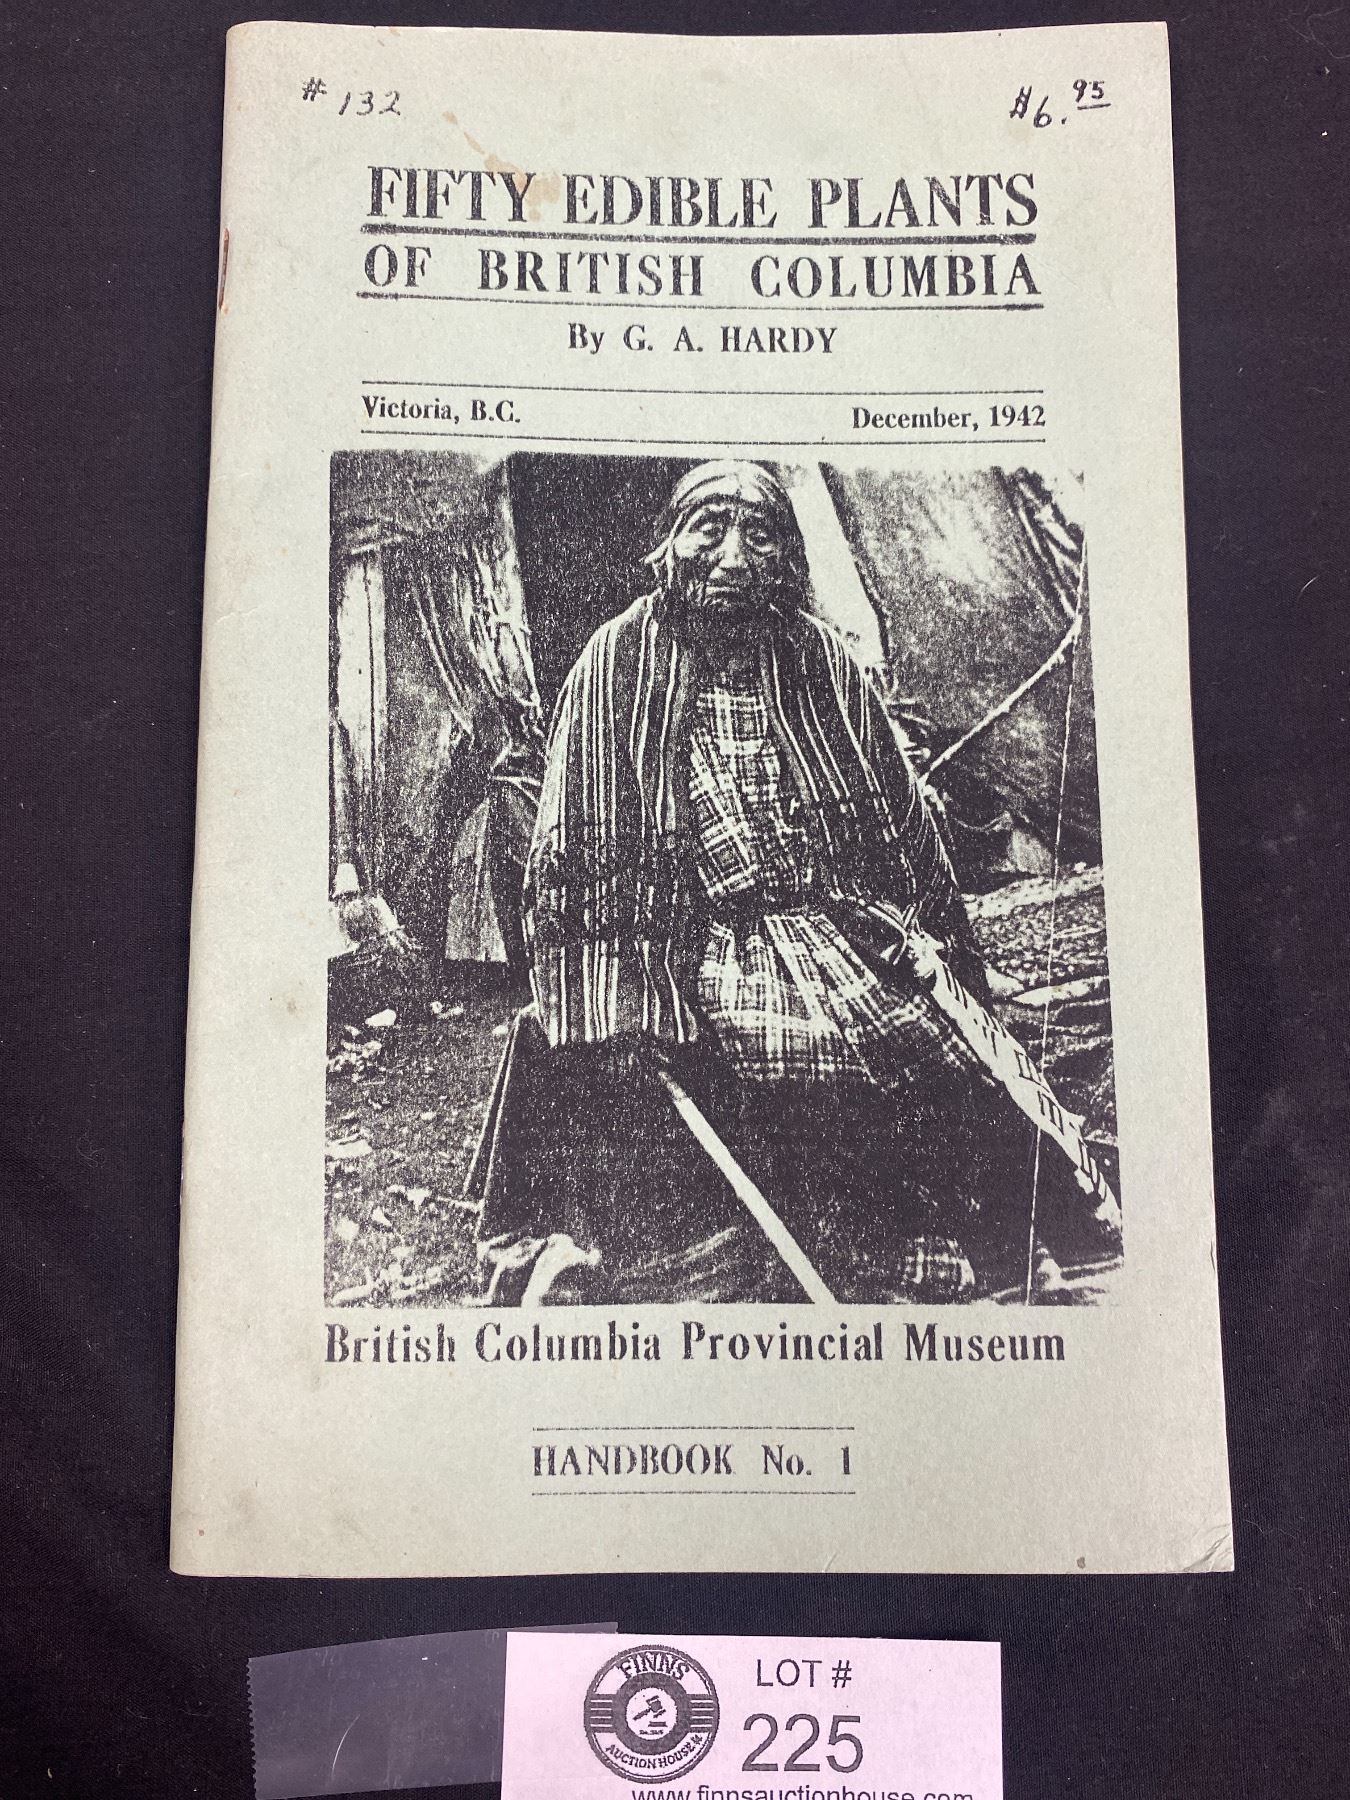 # 132
$6.95
FIFTY EDIBLE PLANTS
OF BRITISH COLUMBIA
By G. A. HARDY
Victoria, B.C. December, 1942
British Columbia Provincial Museum
HANDBOOK No. 1
FINNS
AUCTION HOUSE
LOT #
225
www.finnsauctionhouse.com